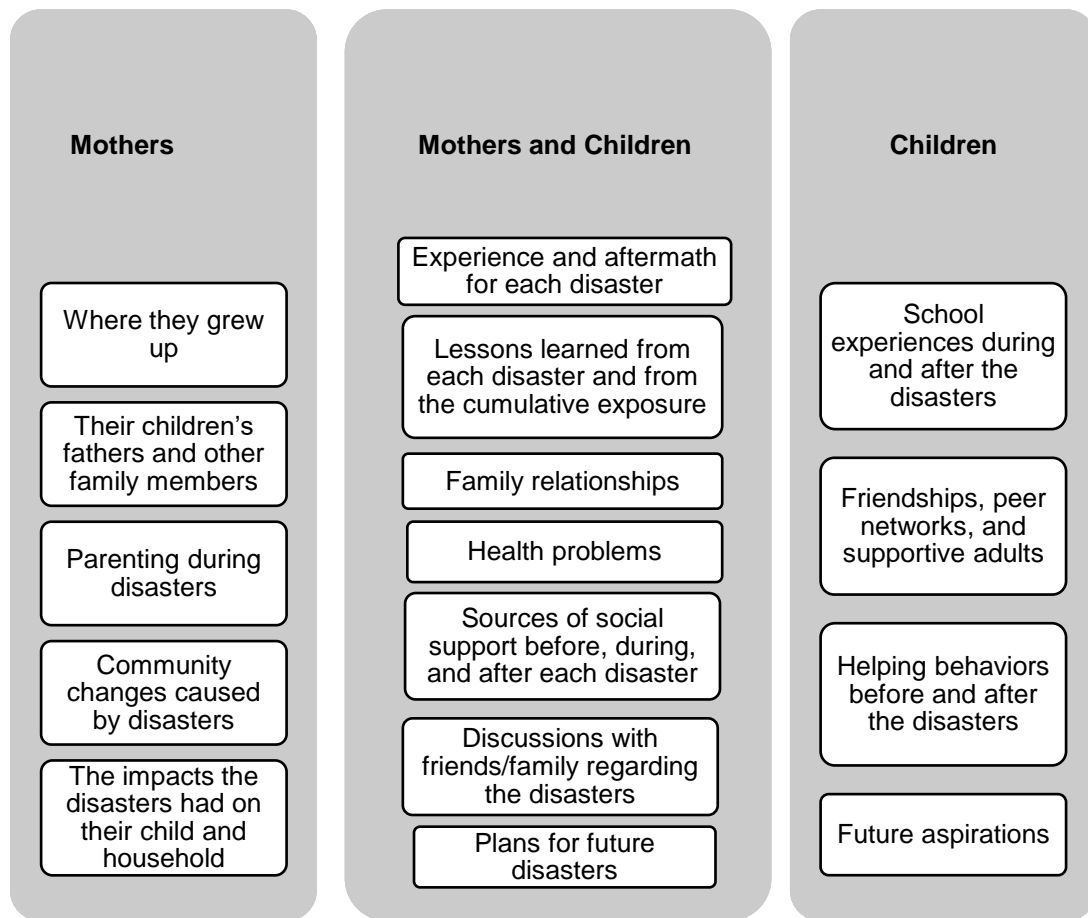 Mothers
Where they grew
up
Their children’s
fathers and other
family members
Parenting during
disasters
Community
changes caused
by disasters
The impacts the
disasters had on
their child and
household
Mothers and Children
Experience and aftermath
for each disaster
Lessons learned from
each disaster and from
the cumulative exposure
Family relationships
Health problems
Sources of social
support before, during,
and after each disaster
Discussions with
friends/family regarding
the disasters
Plans for future
disasters
Children
School
experiences during
and after the
disasters
Friendships, peer
networks, and
supportive adults
Helping behaviors
before and after
the disasters
Future aspirations